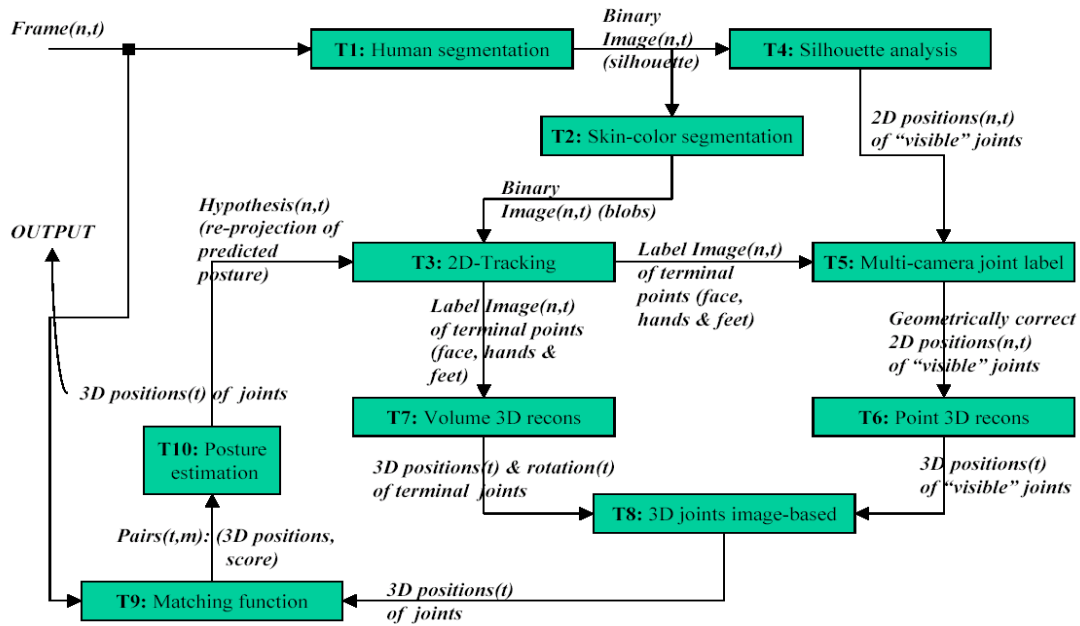 Frame(n,t)
T1: Human segmentation
Binary
Image(n,t)
(silhouette)
T4: Silhouette analysis
2D positions(n,t)
of “visible” joints
T2: Skin-color segmentation
Binary
Image(n,t) (blobs)
Hypothesis(n,t)
(re-projection of
predicted
posture)
OUTPUT
T3: 2D-Tracking
Label Image(n,t)
of terminal
points (face,
hands & feet)
T5: Multi-camera joint label
Label Image(n,t)
of terminal points
(face, hands &
feet)
Geometrically correct
2D positions(n,t)
of “visible” joints
3D positions(t) of joints
T7: Volume 3D recons
T6: Point 3D recons
T10: Posture
estimation
3D positions(t) & rotation(t)
of terminal joints
3D positions(t)
of “visible” joints
T8: 3D joints image-based
Pairs(t,m): (3D positions,
score)
T9: Matching function
3D positions(t)
of joints